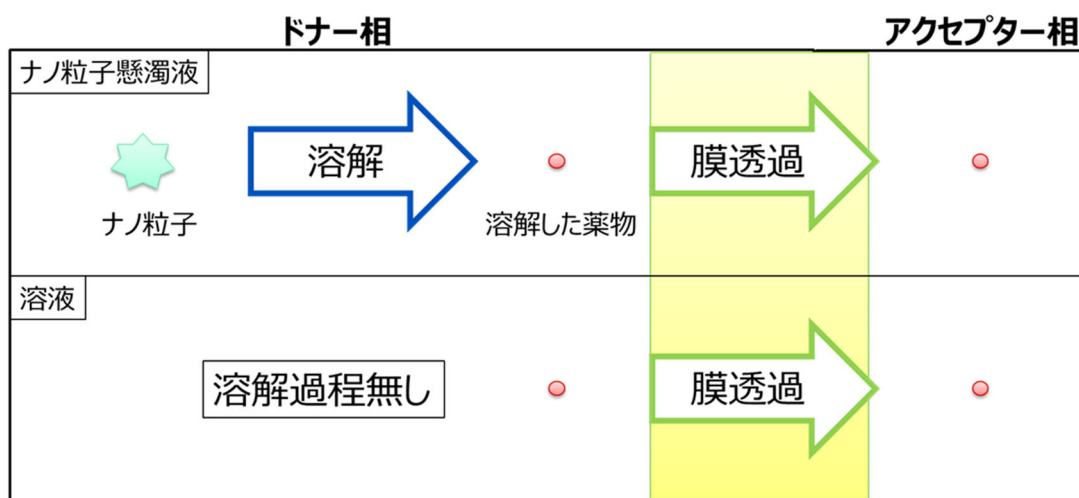 ドナー相
アクセプター相
ナノ粒子懸濁液
溶解
膜透過
ナノ粒子
溶解した薬物
溶液
溶解過程無し
膜透過